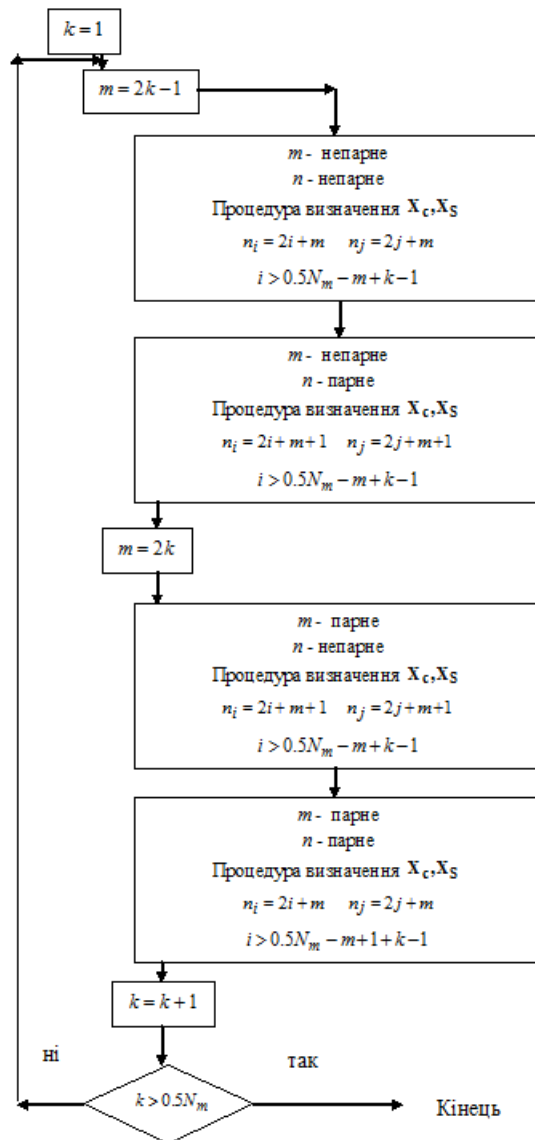 k = 1
m = 2k − 1
m - непарне
n - непарне
Процедура визначення X_c, X_S
n_i = 2i + m n_j = 2j + m
i > 0.5N_m − m + k − 1
m - непарне
n - парне
Процедура визначення X_c, X_S
n_i = 2i + m + 1 n_j = 2j + m + 1
i > 0.5N_m − m + k − 1
m = 2k
m - парне
n - непарне
Процедура визначення X_c, X_S
n_i = 2i + m + 1 n_j = 2j + m + 1
i > 0.5N_m − m + k − 1
m - парне
n - парне
Процедура визначення X_c, X_S
n_i = 2i + m n_j = 2j + m
i > 0.5N_m − m + 1 + k − 1
k = k + 1
ні
так
k > 0.5N_m
Кінець